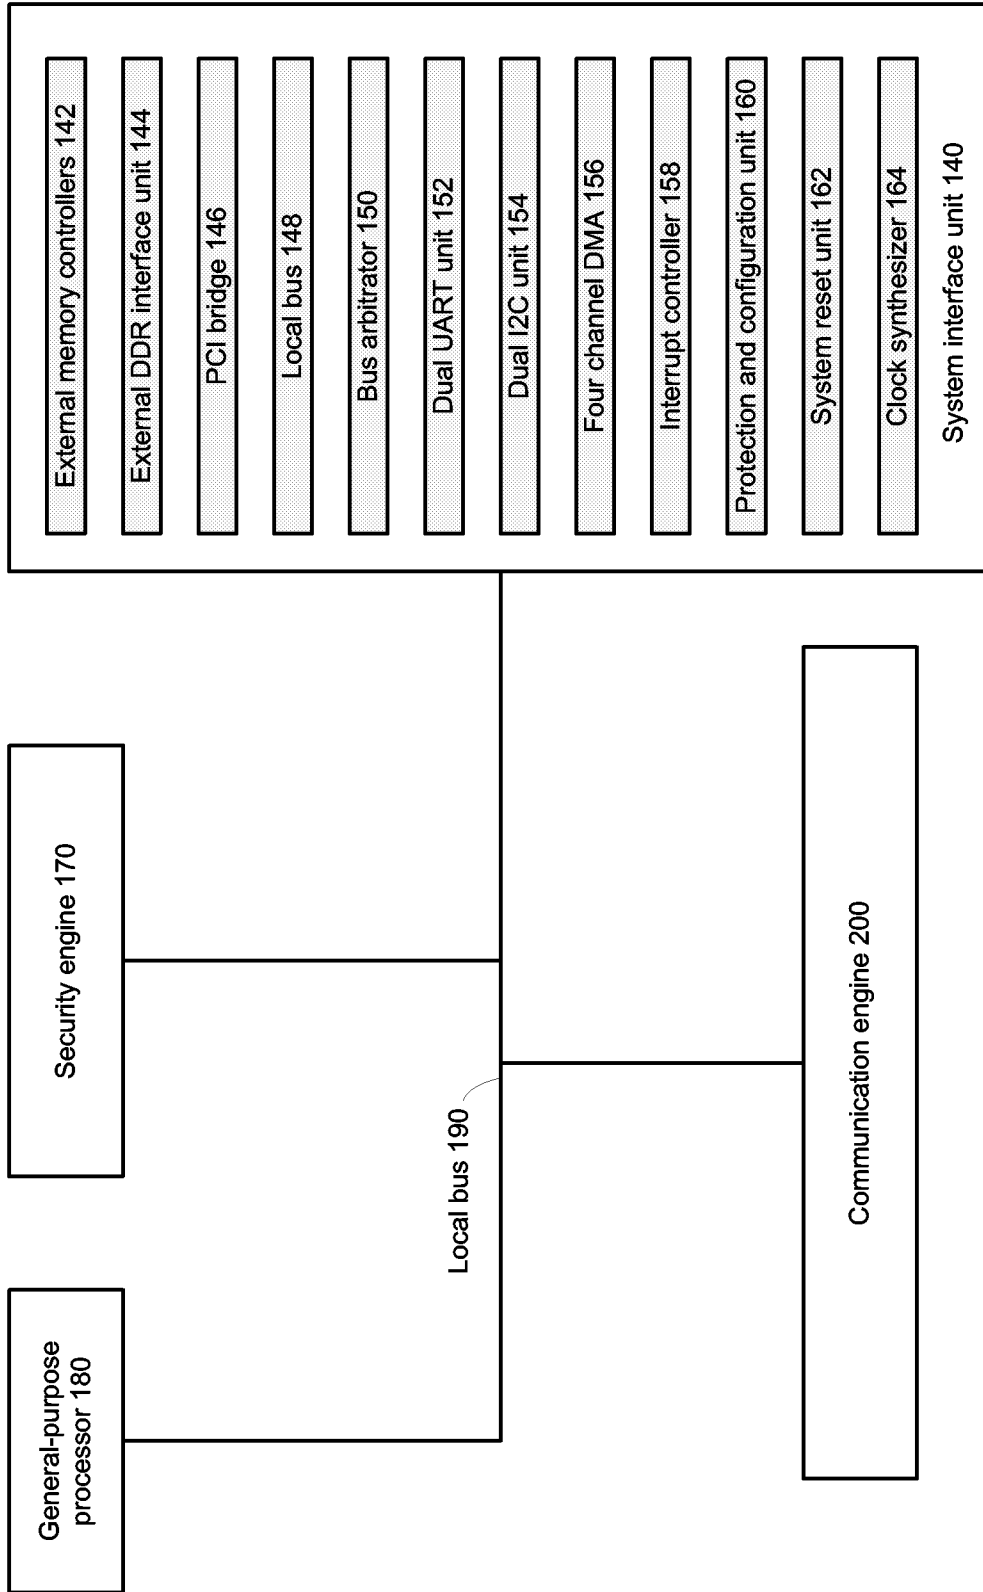 General-purpose
processor 180
Security engine 170
Local bus 190
Communication engine 200
External memory controllers 142
External DDR interface unit 144
PCI bridge 146
Local bus 148
Bus arbitrator 150
Dual UART unit 152
Dual I2C unit 154
Four channel DMA 156
Interrupt controller 158
Protection and configuration unit 160
System reset unit 162
Clock synthesizer 164
System interface unit 140